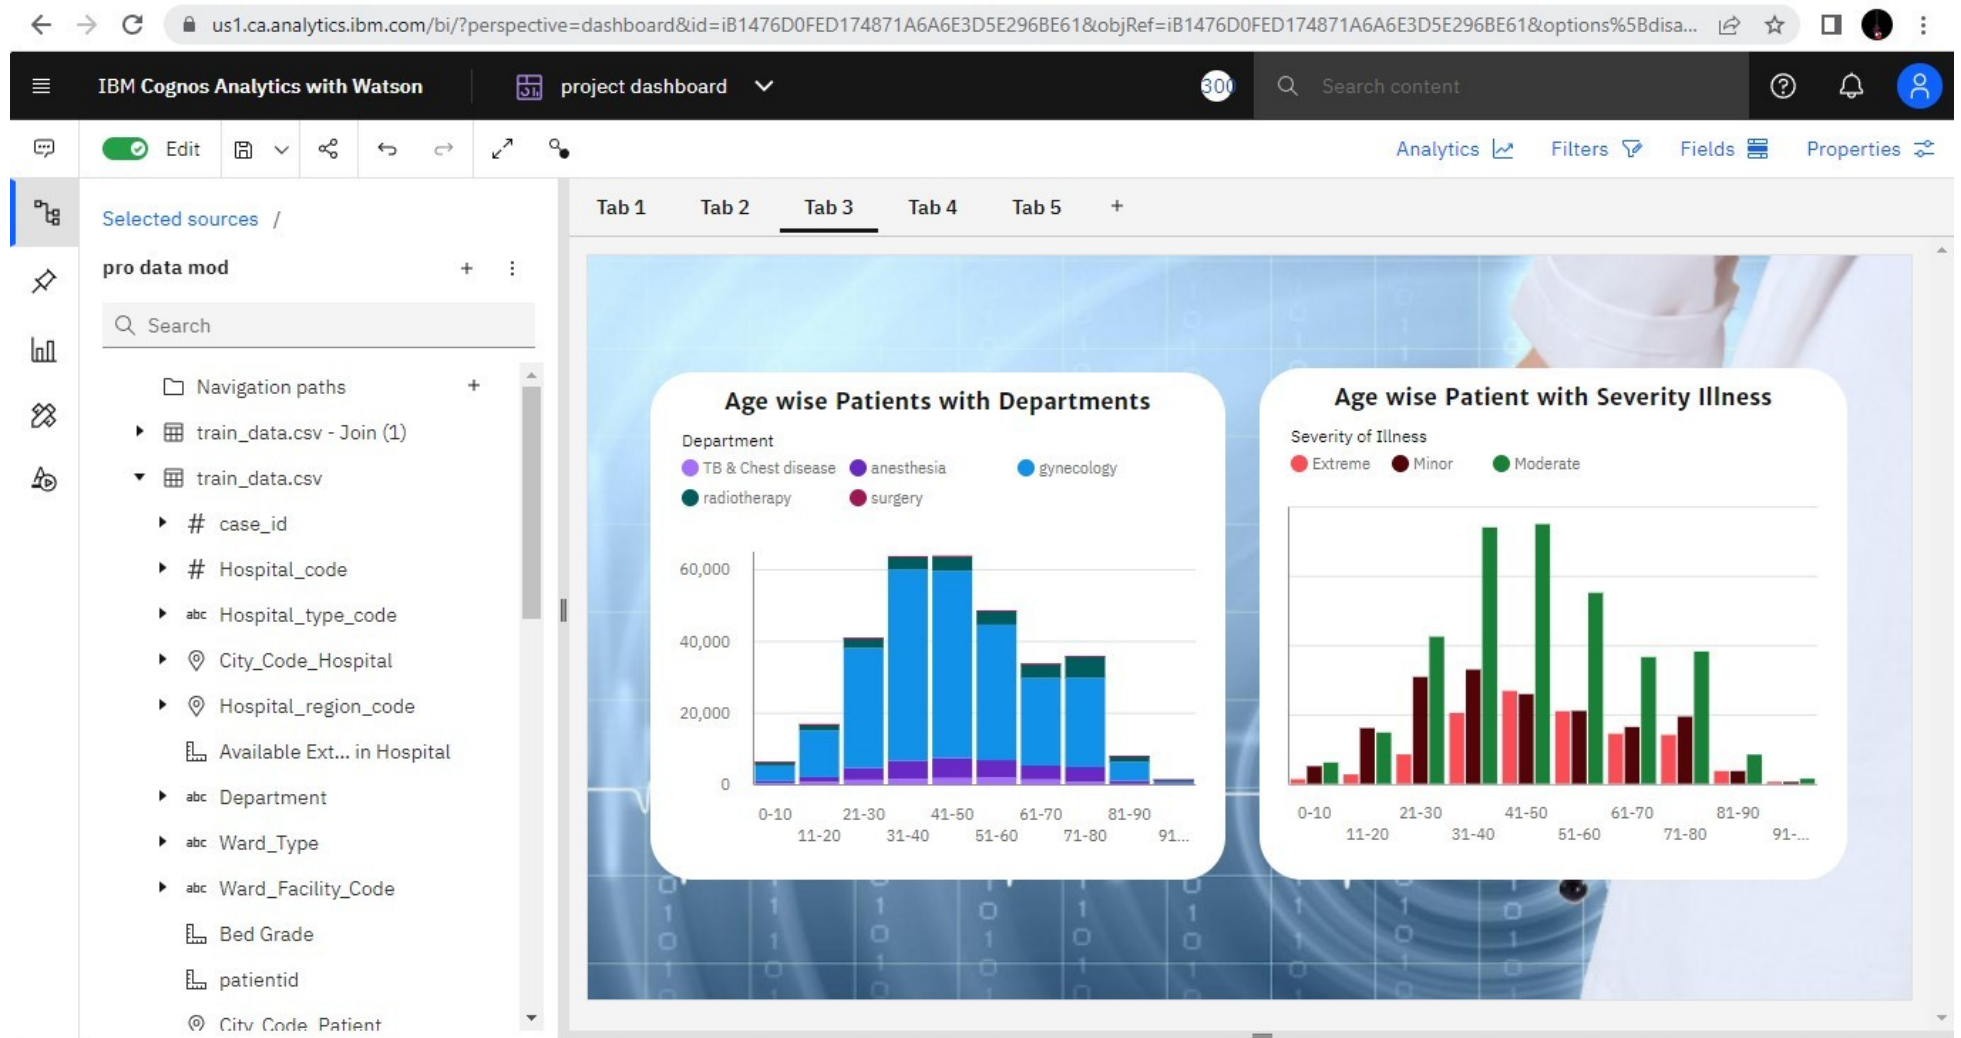 us1.ca.analytics.ibm.com/bi/?perspective=dashboard&id=iB1476D0FED174871A6A6E3D5E296BE61&objRef=iB1476D0FED174871A6A6E3D5E296BE61&options%5Bdisa...
IBM Cognos Analytics with Watson
project dashboard
300
Search content
Edit
Analytics
Filters
Fields
Properties
Selected sources /
pro data mod
Search
Navigation paths
train_data.csv - Join (1)
train_data.csv
# case_id
# Hospital_code
abc Hospital_type_code
City_Code_Hospital
Hospital_region_code
Available Ext... in Hospital
abc Department
abc Ward_Type
abc Ward_Facility_Code
Bed Grade
patientid
City_Code_Patient
Tab 1 Tab 2 Tab 3 Tab 4 Tab 5 +
Age wise Patients with Departments
Department
TB & Chest disease anesthesia gynecology
radiotherapy surgery
60,000
40,000
20,000
0
0-10 21-30 41-50 61-70 81-90
11-20 31-40 51-60 71-80 91...
Age wise Patient with Severity Illness
Severity of Illness
Extreme Minor Moderate
0-10 21-30 41-50 61-70 81-90
11-20 31-40 51-60 71-80 91-...